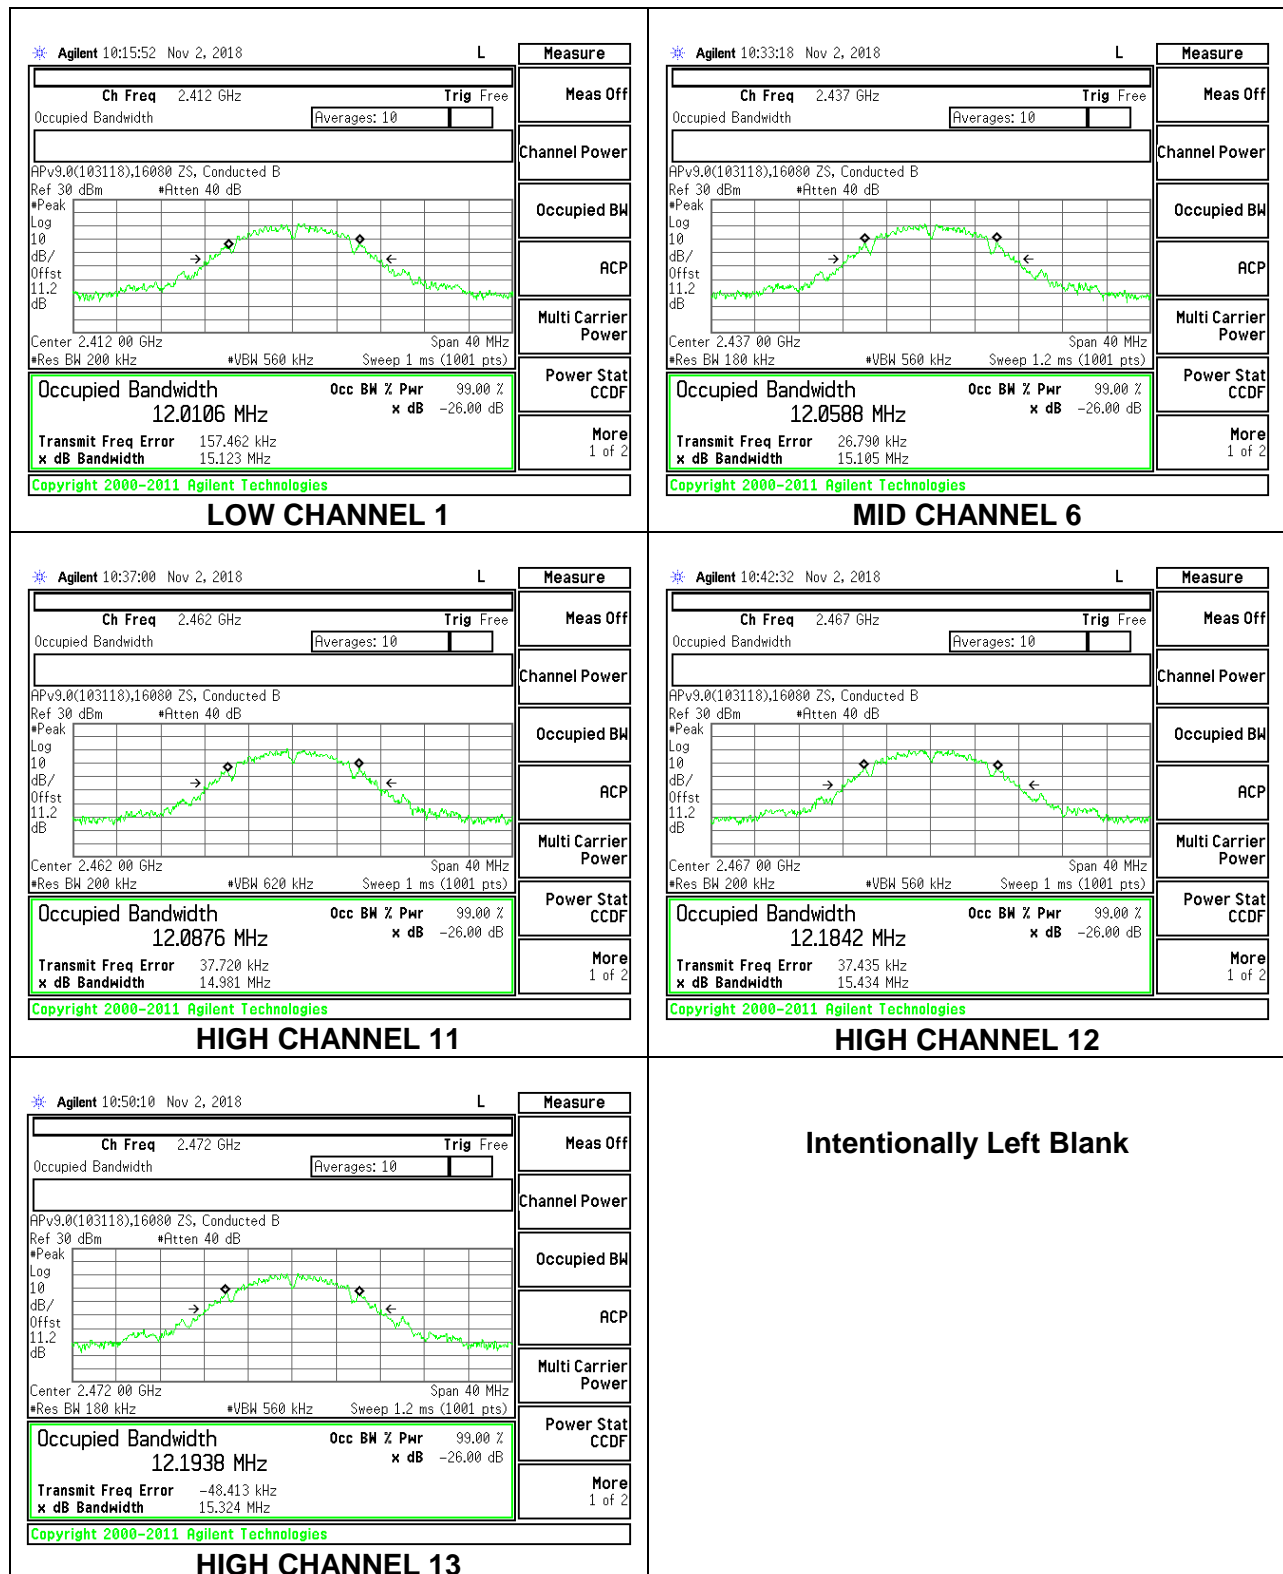 Agilent 10:15:52 Nov 2, 2018 L
Measure
Ch Freq 2.412 GHz Trig Free
Meas Off
Occupied Bandwidth Averages: 10
Channel Power
APv9.0(103118),16080 ZS, Conducted B
Ref 30 dBm #Atten 40 dB
#Peak
Occupied BW
Log
10
dB/
ACP
Offst
11.2
dB
Multi Carrier
Power
Center 2.412 00 GHz Span 40 MHz
#Res BW 200 kHz #VBW 560 kHz Sweep 1 ms (1001 pts)
Power Stat
CCDF
Occupied Bandwidth Occ BW % Pwr 99.00 %
12.0106 MHz x dB -26.00 dB
More
1 of 2
Transmit Freq Error 157.462 kHz
x dB Bandwidth 15.123 MHz
Copyright 2000-2011 Agilent Technologies
LOW CHANNEL 1
Agilent 10:33:18 Nov 2, 2018 L
Measure
Ch Freq 2.437 GHz Trig Free
Meas Off
Occupied Bandwidth Averages: 10
Channel Power
APv9.0(103118),16080 ZS, Conducted B
Ref 30 dBm #Atten 40 dB
#Peak
Occupied BW
Log
10
dB/
ACP
Offst
11.2
dB
Multi Carrier
Power
Center 2.437 00 GHz Span 40 MHz
#Res BW 180 kHz #VBW 560 kHz Sweep 1.2 ms (1001 pts)
Power Stat
CCDF
Occupied Bandwidth Occ BW % Pwr 99.00 %
12.0588 MHz x dB -26.00 dB
More
1 of 2
Transmit Freq Error 26.790 kHz
x dB Bandwidth 15.105 MHz
Copyright 2000-2011 Agilent Technologies
MID CHANNEL 6
Agilent 10:37:00 Nov 2, 2018 L
Measure
Ch Freq 2.462 GHz Trig Free
Meas Off
Occupied Bandwidth Averages: 10
Channel Power
APv9.0(103118),16080 ZS, Conducted B
Ref 30 dBm #Atten 40 dB
#Peak
Occupied BW
Log
10
dB/
ACP
Offst
11.2
dB
Multi Carrier
Power
Center 2.462 00 GHz Span 40 MHz
#Res BW 200 kHz #VBW 620 kHz Sweep 1 ms (1001 pts)
Power Stat
CCDF
Occupied Bandwidth Occ BW % Pwr 99.00 %
12.0876 MHz x dB -26.00 dB
More
1 of 2
Transmit Freq Error 37.720 kHz
x dB Bandwidth 14.981 MHz
Copyright 2000-2011 Agilent Technologies
HIGH CHANNEL 11
Agilent 10:42:32 Nov 2, 2018 L
Measure
Ch Freq 2.467 GHz Trig Free
Meas Off
Occupied Bandwidth Averages: 10
Channel Power
APv9.0(103118),16080 ZS, Conducted B
Ref 30 dBm #Atten 40 dB
#Peak
Occupied BW
Log
10
dB/
ACP
Offst
11.2
dB
Multi Carrier
Power
Center 2.467 00 GHz Span 40 MHz
#Res BW 200 kHz #VBW 560 kHz Sweep 1 ms (1001 pts)
Power Stat
CCDF
Occupied Bandwidth Occ BW % Pwr 99.00 %
12.1842 MHz x dB -26.00 dB
More
1 of 2
Transmit Freq Error 37.435 kHz
x dB Bandwidth 15.434 MHz
Copyright 2000-2011 Agilent Technologies
HIGH CHANNEL 12
Agilent 10:50:10 Nov 2, 2018 L
Measure
Ch Freq 2.472 GHz Trig Free
Meas Off
Occupied Bandwidth Averages: 10
Channel Power
APv9.0(103118),16080 ZS, Conducted B
Ref 30 dBm #Atten 40 dB
#Peak
Occupied BW
Log
10
dB/
ACP
Offst
11.2
dB
Multi Carrier
Power
Center 2.472 00 GHz Span 40 MHz
#Res BW 180 kHz #VBW 560 kHz Sweep 1.2 ms (1001 pts)
Power Stat
CCDF
Occupied Bandwidth Occ BW % Pwr 99.00 %
12.1938 MHz x dB -26.00 dB
More
1 of 2
Transmit Freq Error -48.413 kHz
x dB Bandwidth 15.324 MHz
Copyright 2000-2011 Agilent Technologies
HIGH CHANNEL 13
Intentionally Left Blank